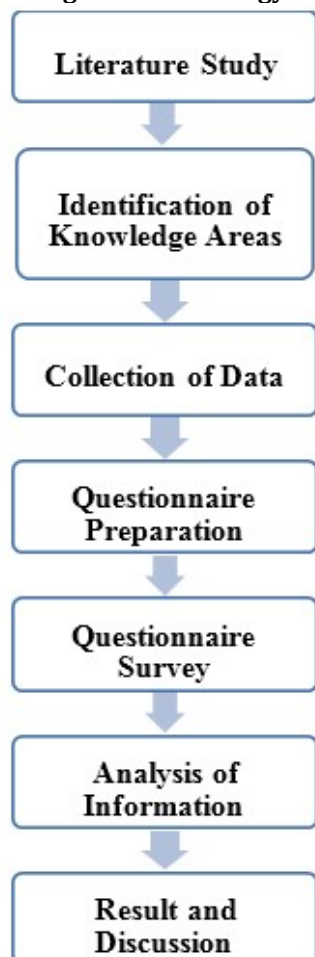 Literature Study
Identification of
Knowledge Areas
Collection of Data
Questionnaire
Preparation
Questionnaire
Survey
Analysis of
Information
Result and
Discussion